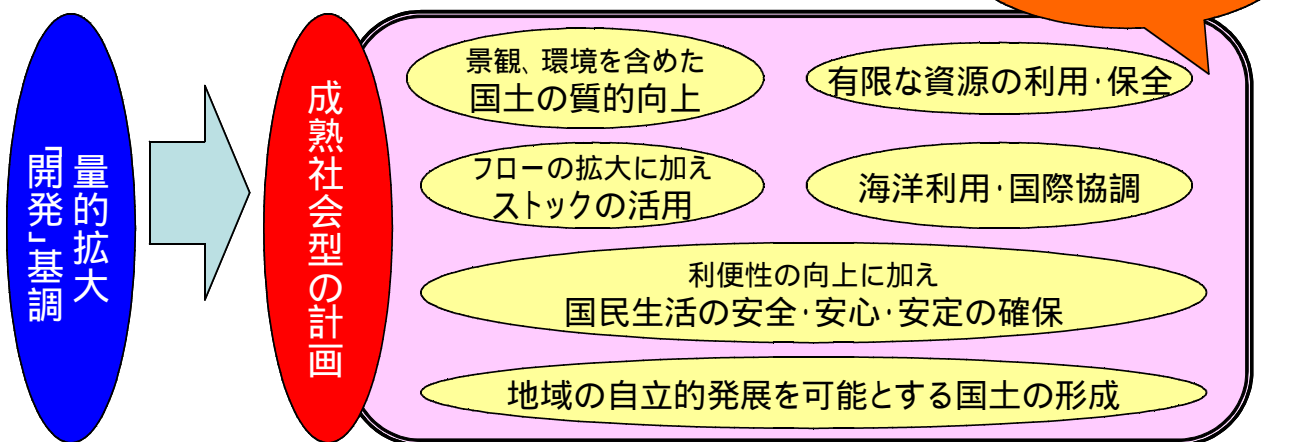 量的拡大
「開発」基調
成熟社会型の計画
景観、環境を含めた
国土の質的向上
有限な資源の利用・保全
フローの拡大に加え
ストックの活用
海洋利用・国際協調
利便性の向上に加え
国民生活の安全・安心・安定の確保
地域の自立的発展を可能とする国土の形成